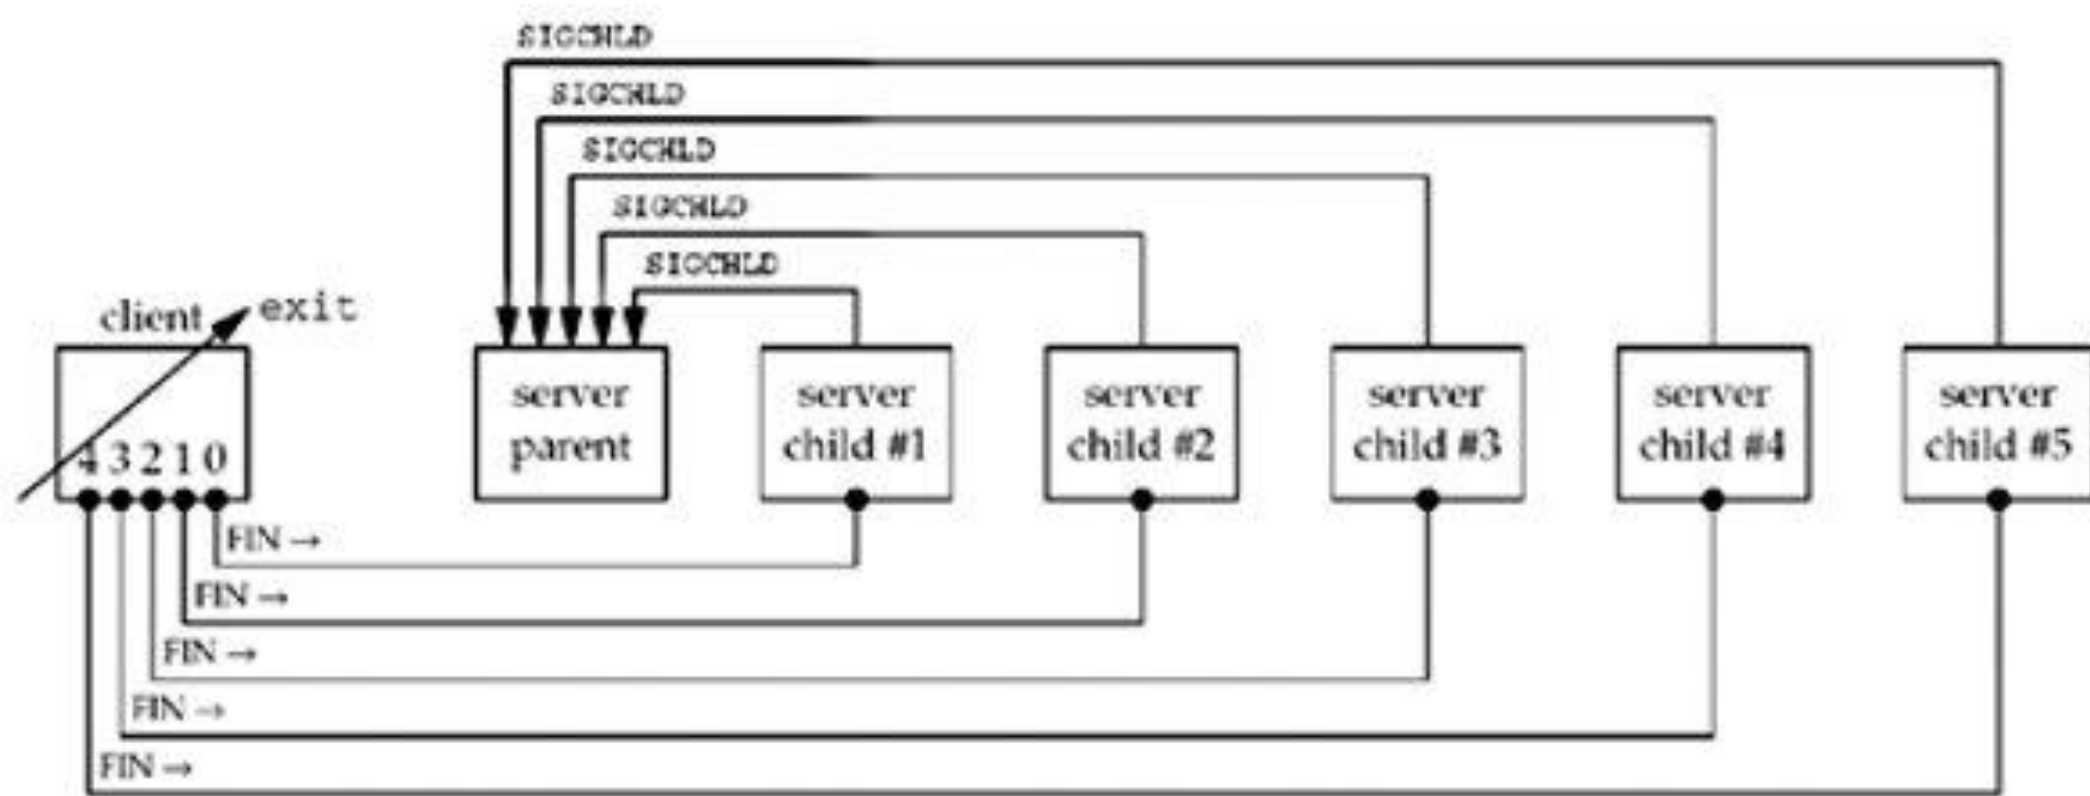 SIGCHLD
SIGCHLD
SIGCHLD
SIGCHLD
SIGCHLD
client
exit
4 3 2 1 0
server
parent
server
child #1
server
child #2
server
child #3
server
child #4
server
child #5
FIN →
FIN →
FIN →
FIN →
FIN →